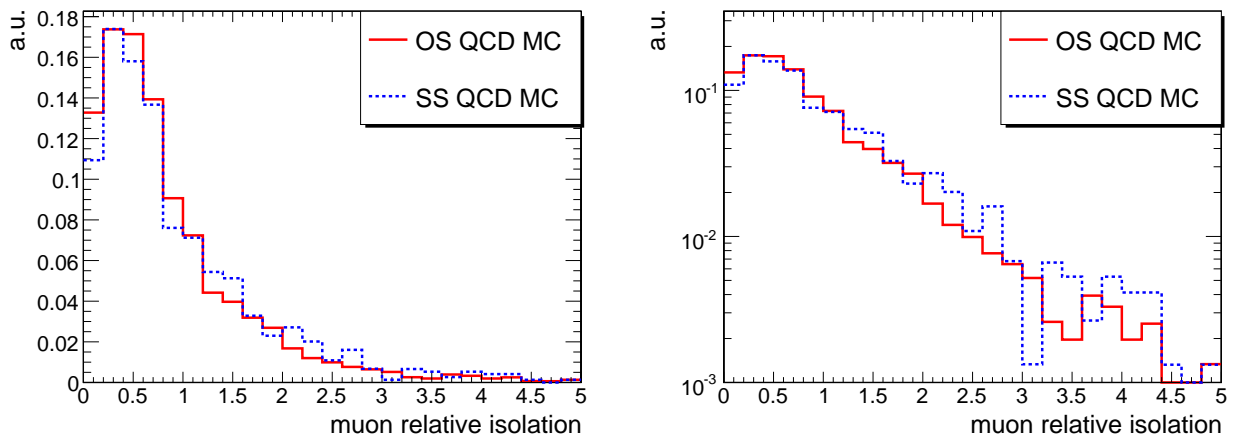 a.u.
0.18
0.16
0.14
0.12
0.1
0.08
0.06
0.04
0.02
0
0 0.5 1 1.5 2 2.5 3 3.5 4 4.5 5
muon relative isolation
OS QCD MC
SS QCD MC
a.u.
10-1
10-2
10-3
0 0.5 1 1.5 2 2.5 3 3.5 4 4.5 5
muon relative isolation
OS QCD MC
SS QCD MC